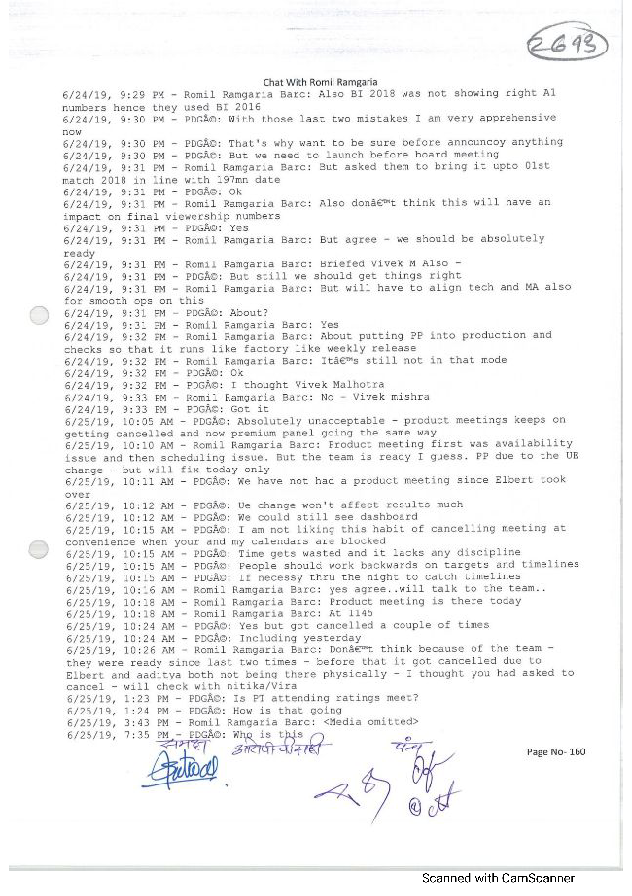 2693
Chat With Romil Ramgaria
6/24/19, 9:29 PM - Romil Ramgaria Barc: Also BI 2018 was not showing right A1
numbers hence they used BI 2016
6/24/19, 9:30 PM - PDGÂ©: With those last two mistakes I am very apprehensive
now
6/24/19, 9:30 PM - PDGÂ©: That's why want to be sure before anncuncoy anything
6/24/19, 9:30 PM - PDGÂ©: But we need to launch before board meeting
6/24/19, 9:31 PM - Romil Ramgaria Barc: But asked them to bring it upto 01st
match 2018 in line with 197mn date
6/24/19, 9:31 PM - PDGÂ©: Ok
6/24/19, 9:31 PM - Romil Ramgaria Barc: Also donâ€™t think this will have an
impact on final viewership numbers
6/24/19, 9:31 PM - PDGÂ©: Yes
6/24/19, 9:31 PM - Romil Ramgaria Barc: But agree - we should be absolutely
ready
6/24/19, 9:31 PM - Romil Ramgaria Barc: Briefed Vivek M Also -
6/24/19, 9:31 PM - PDGÂ©: But still we should get things right
6/24/19, 9:31 PM - Romil Ramgaria Barc: But will have to align tech and MA also
for smooth ops on this
6/24/19, 9:31 PM - PDGÂ©: About?
6/24/19, 9:31 PM - Romil Ramgaria Barc: Yes
6/24/19, 9:32 PM - Romil Ramgaria Barc: About putting PP into production and
checks so that it runs like factory like weekly release
6/24/19, 9:32 PM - Romil Ramgaria Barc: Itâ€™s still not in that mode
6/24/19, 9:32 PM - PDGÂ©: Ok
6/24/19, 9:32 PM - PDGÂ©: I thought Vivek Malhotra
6/24/19, 9:33 PM - Romil Ramgaria Barc: No - Vivek mishra
6/24/19, 9:33 PM - PDGÂ©: Got it
6/25/19, 10:05 AM - PDGÂ©: Absolutely unacceptable - product meetings keeps on
getting cancelled and now premium panel going the same way
6/25/19, 10:10 AM - Romil Ramgaria Barc: Product meeting first was availability
issue and then scheduling issue. But the team is ready I guess. PP due to the UE
change - but will fix today only
6/25/19, 10:11 AM - PDGÂ©: We have not had a product meeting since Elbert took
over
6/25/19, 10:12 AM - PDGÂ©: Ue change won't affect results much
6/25/19, 10:12 AM - PDGÂ©: We could still see dashboard
6/25/19, 10:15 AM - PDGÂ©: I am not liking this habit of cancelling meeting at
convenience when your and my calendars are blocked
6/25/19, 10:15 AM - PDGÂ©: Time gets wasted and it lacks any discipline
6/25/19, 10:15 AM - PDGÂ©: People should work backwards on targets and timelines
6/25/19, 10:15 AM - PDGÂ©: If necessy thru the night to catch timelines
6/25/19, 10:16 AM - Romil Ramgaria Barc: yes agree..will talk to the team..
6/25/19, 10:18 AM - Romil Ramgaria Barc: Product meeting is there today
6/25/19, 10:18 AM - Romil Ramgaria Barc: At 1145
6/25/19, 10:24 AM - PDGÂ©: Yes but got cancelled a couple of times
6/25/19, 10:24 AM - PDGÂ©: Including yesterday
6/25/19, 10:26 AM - Romil Ramgaria Barc: Donâ€™t think because of the team -
they were ready since last two times - before that it got cancelled due to
Elbert and aaditya both not being there physically - I thought you had asked to
cancel - will check with nitika/Vira
6/25/19, 1:23 PM - PDGÂ©: Is PT attending ratings meet?
6/25/19, 1:24 PM - PDGÂ©: How is that going
6/25/19, 3:43 PM - Romil Ramgaria Barc: <Media omitted>
6/25/19, 7:35 PM - PDGÂ©: Who is this
समक्ष
पंच
Page No- 160
Scanned with CamScanner